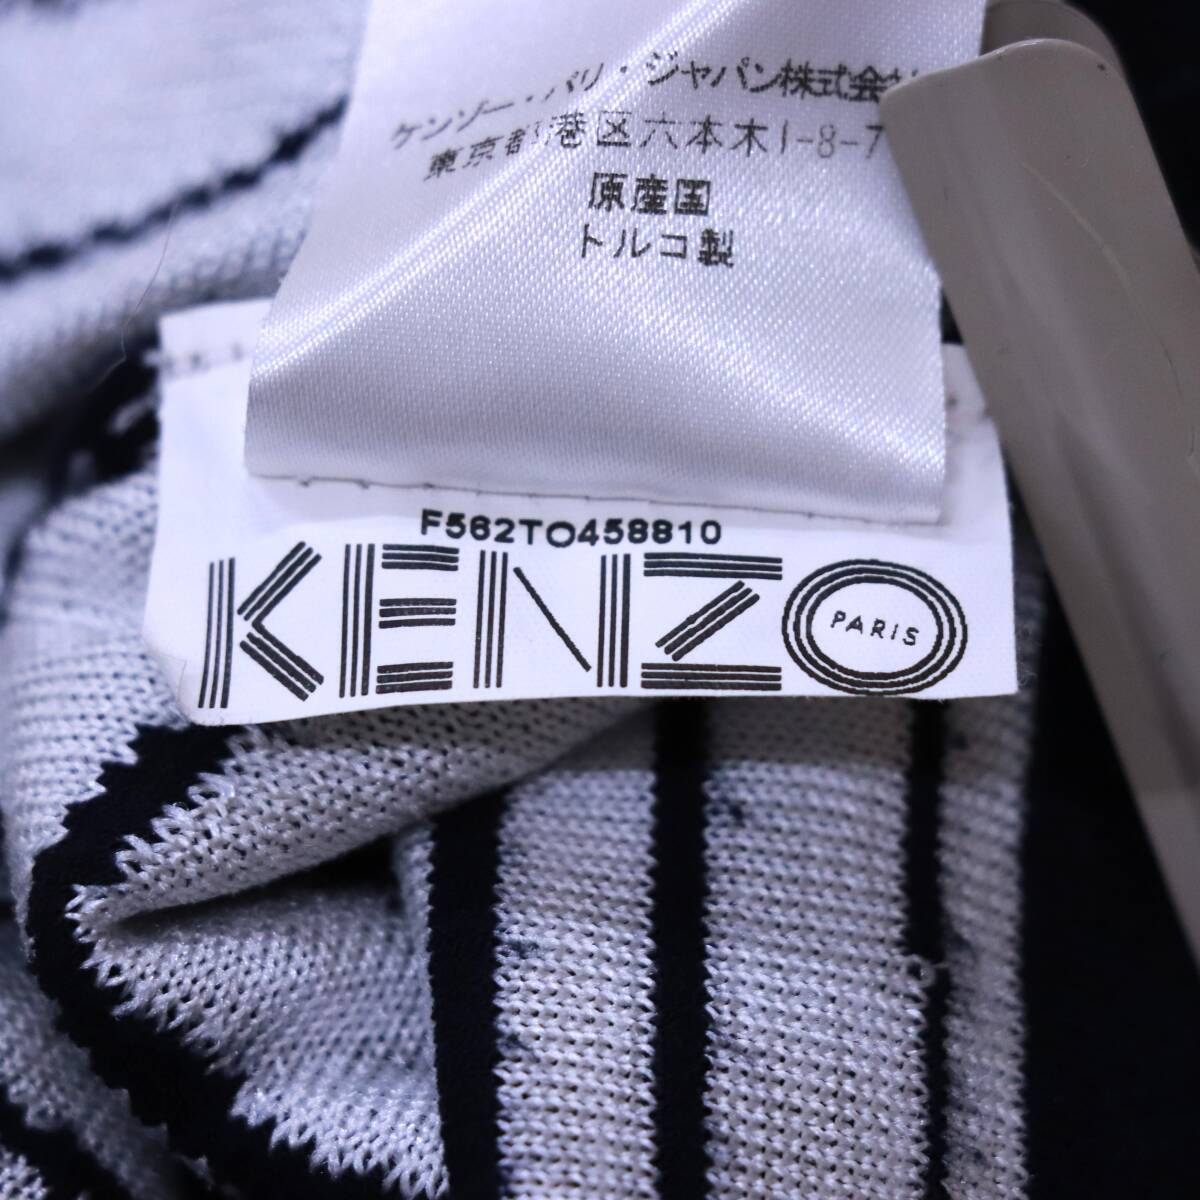 ケンゾー・パリ・ジャパン株式会社
東京都港区六本木1-8-7
原産国
トルコ製
F562TO458810
KENZO
PARIS